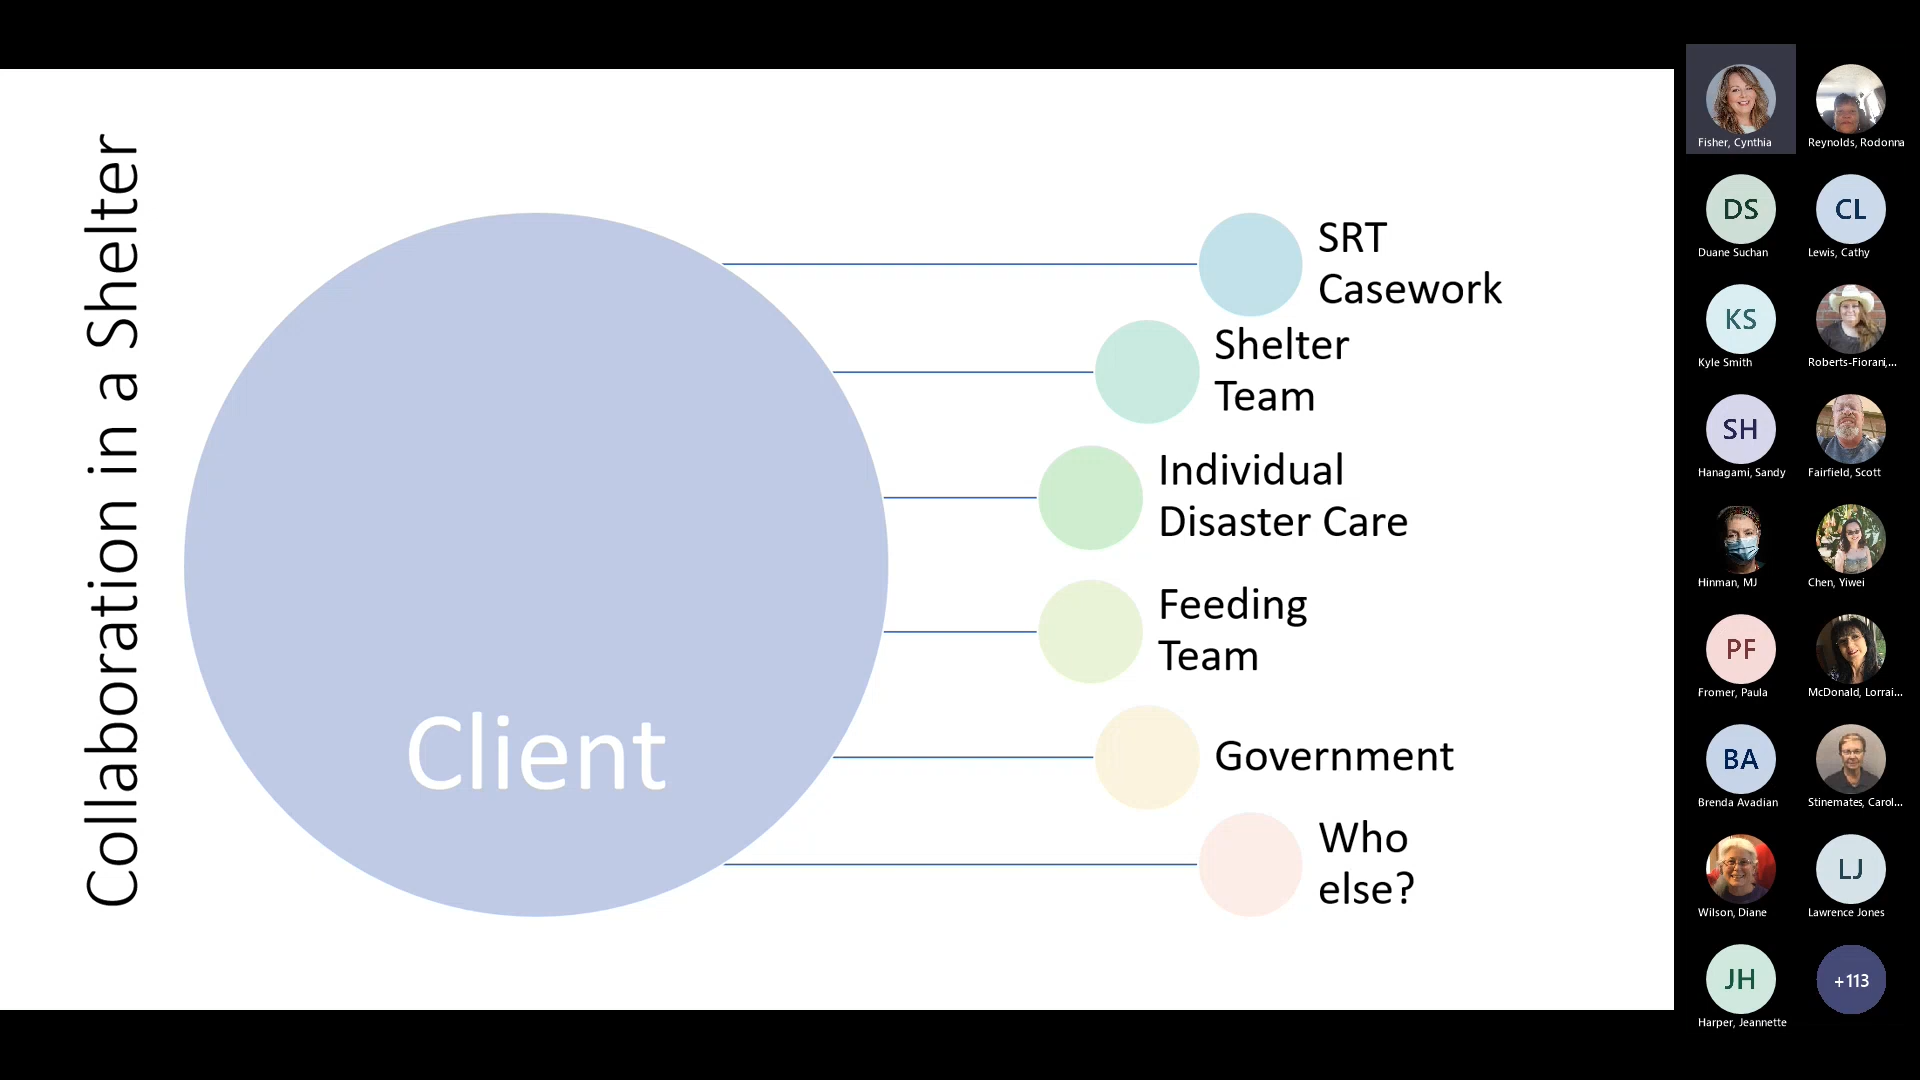 Collaboration in a Shelter
Client
SRT
Casework
Shelter
Team
Individual
Disaster Care
Feeding
Team
Government
Who
else?
Fisher, Cynthia
Reynolds, Rodonna
DS
Duane Suchan
CL
Lewis, Cathy
KS
Kyle Smith
Roberts-Fiorani,...
SH
Hanagami, Sandy
Fairfield, Scott
Hinman, MJ
Chen, Yiwei
PF
Fromer, Paula
McDonald, Lorrai...
BA
Brenda Avadian
Stinemates, Carol...
Wilson, Diane
LJ
Lawrence Jones
JH
Harper, Jeannette
+113